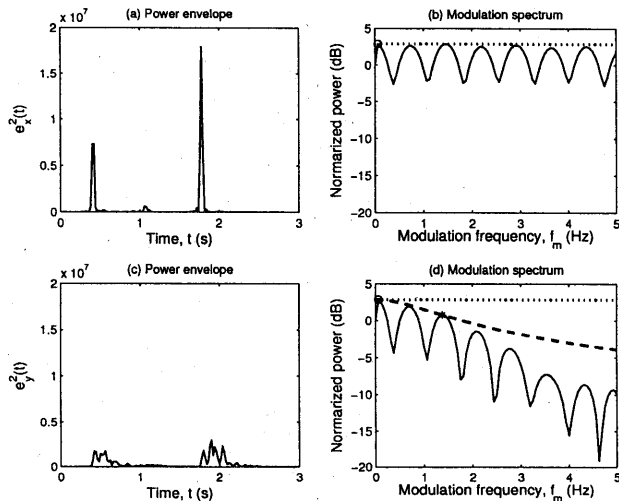 (a) Power envelope
(b) Modulation spectrum
2 x 10^7
1.5
1
0.5
0
e_x^2(t)
0 1 2 3
Time, t (s)
5
0
-5
-10
-15
-20
Normarized power (dB)
0 1 2 3 4 5
Modulation frequency, f_m (Hz)
(c) Power envelope
(d) Modulation spectrum
2 x 10^7
1.5
1
0.5
0
e_y^2(t)
0 1 2 3
Time, t (s)
5
0
-5
-10
-15
-20
Normarized power (dB)
0 1 2 3 4 5
Modulation frequency, f_m (Hz)